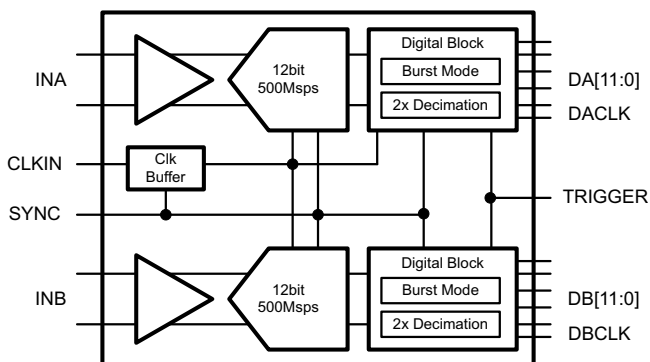 INA
12bit
500Msps
Digital Block
Burst Mode
2x Decimation
DA[11:0]
DACLK
CLKIN
Clk
Buffer
SYNC
TRIGGER
INB
12bit
500Msps
Digital Block
Burst Mode
2x Decimation
DB[11:0]
DBCLK